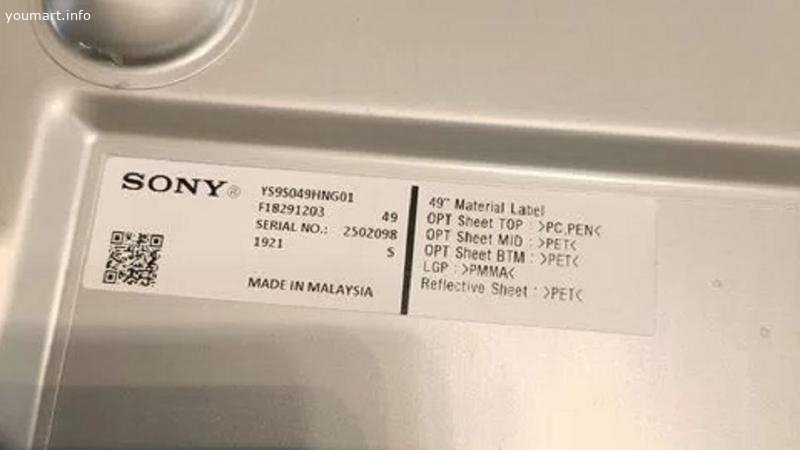 youmart.info
SONY®
YS9S049HNG01
F18291203 49
SERIAL NO.: 2502098
1921 S
MADE IN MALAYSIA
49" Material Label
OPT Sheet TOP : >PC,PEN<
OPT Sheet MID : >PET<
OPT Sheet BTM : >PET<
LGP : >PMMA<
Reflective Sheet : >PET<